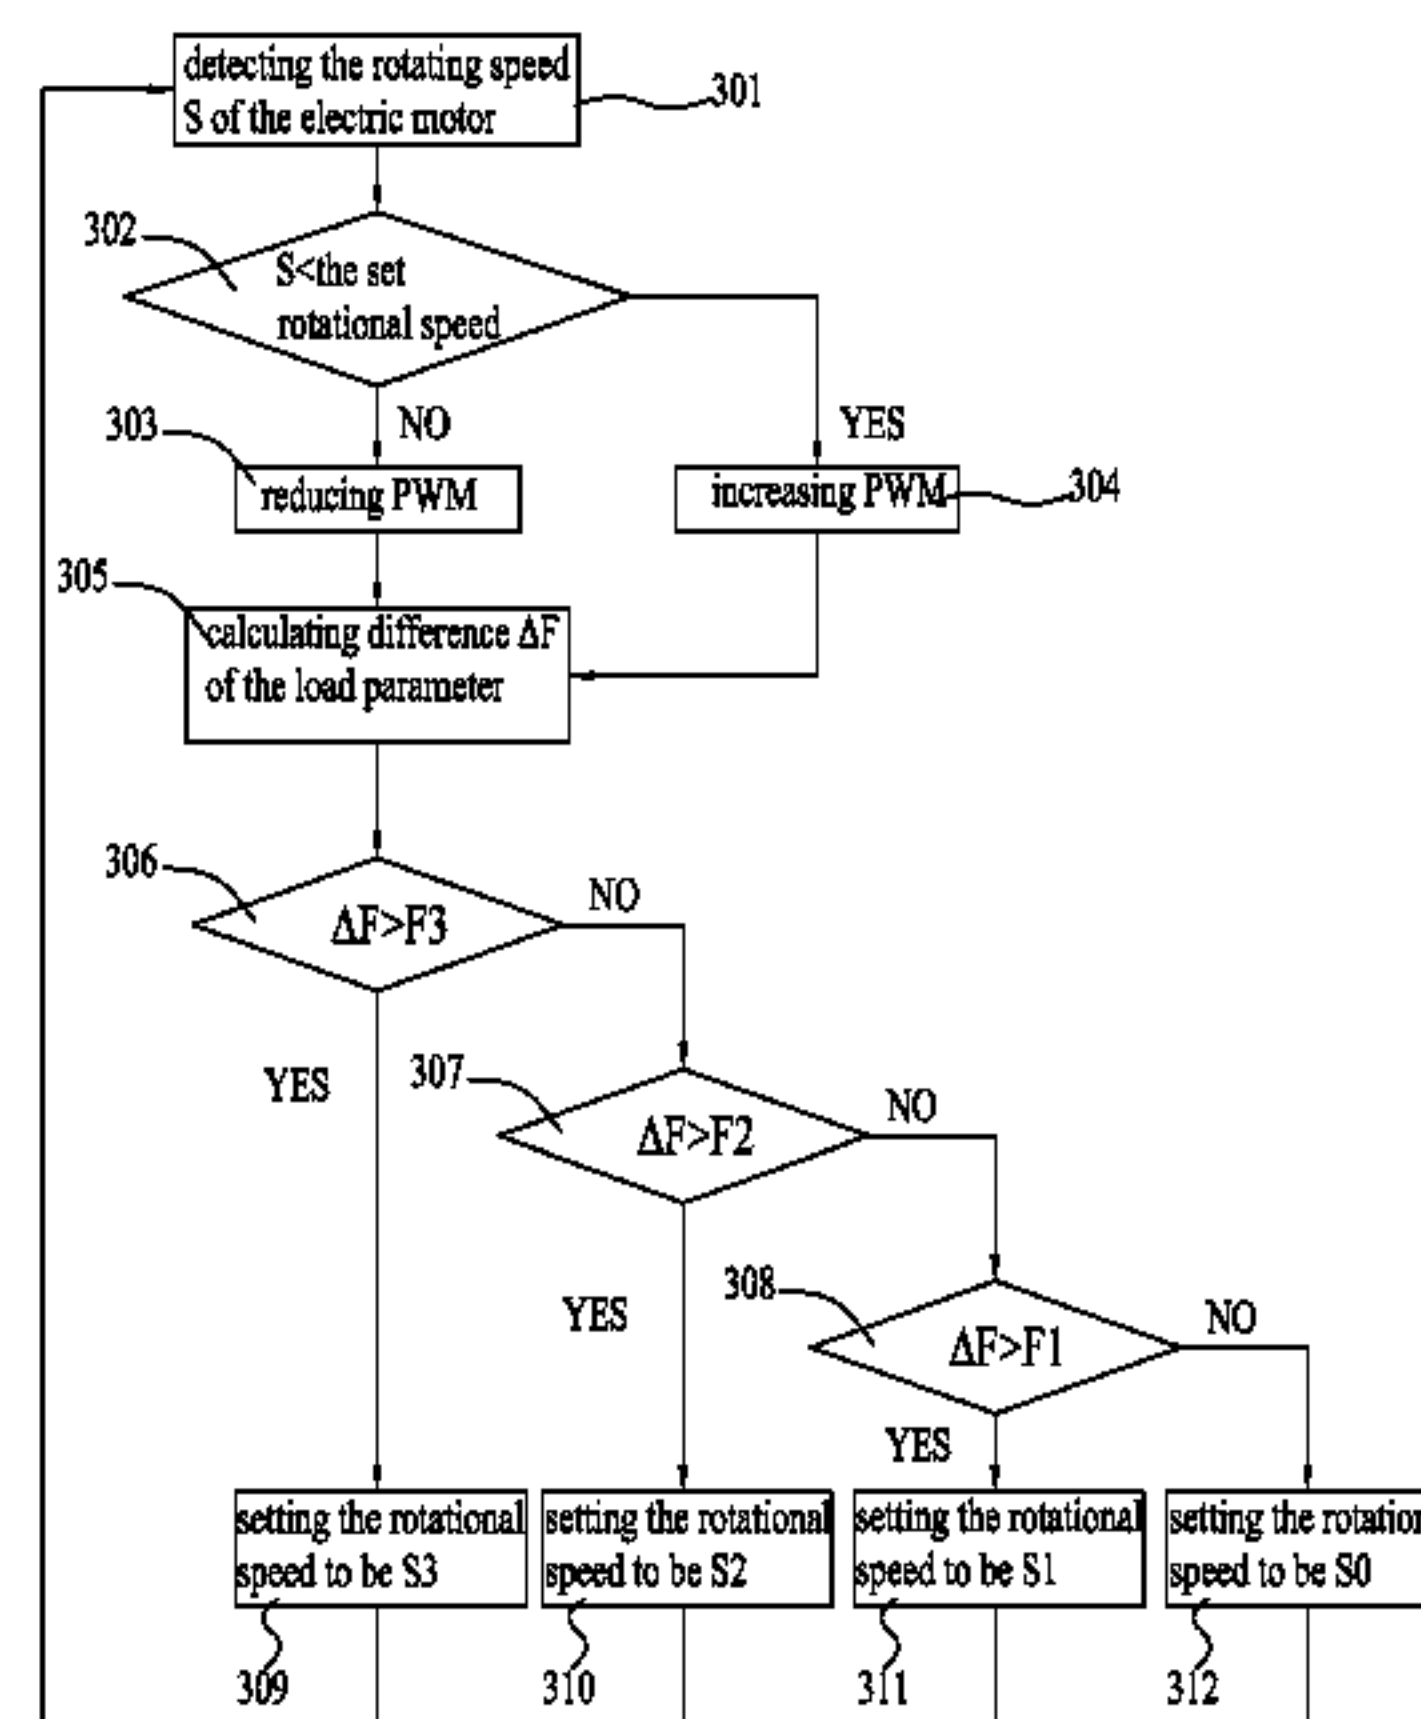 detecting the rotating speed
S of the electric motor
301
302
S<the set
rotational speed
303
NO
YES
reducing PWM
increasing PWM
304
305
calculating difference ΔF
of the load parameter
306
ΔF>F3
NO
YES
307
ΔF>F2
NO
YES
308
ΔF>F1
NO
YES
setting the rotational
speed to be S3
setting the rotational
speed to be S2
setting the rotational
speed to be S1
setting the
speed to be S0
309
310
311
312